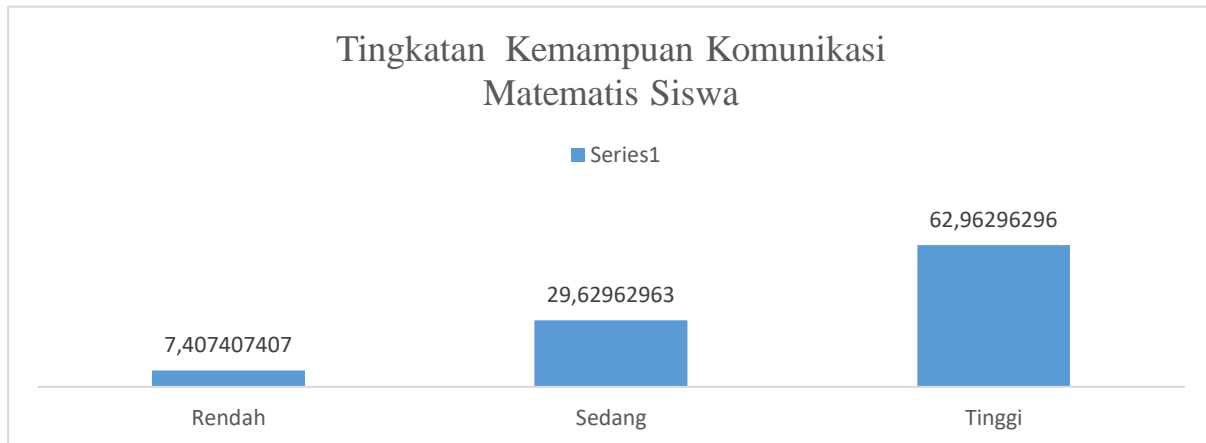 Tingkatan Kemampuan Komunikasi
Matematis Siswa
Series1
62,96296296
29,62962963
7,407407407
Rendah Sedang Tinggi